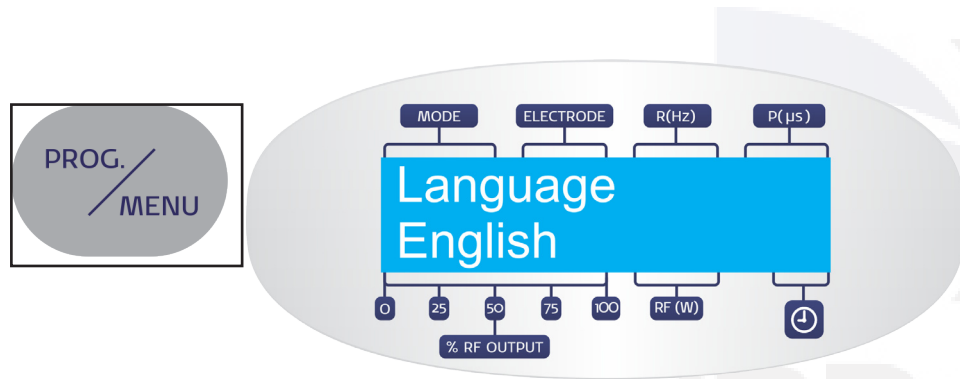 PROG.
MENU
MODE ELECTRODE R(Hz) P(µs)
Language
English
0 25 50 75 100 RF (W)
% RF OUTPUT